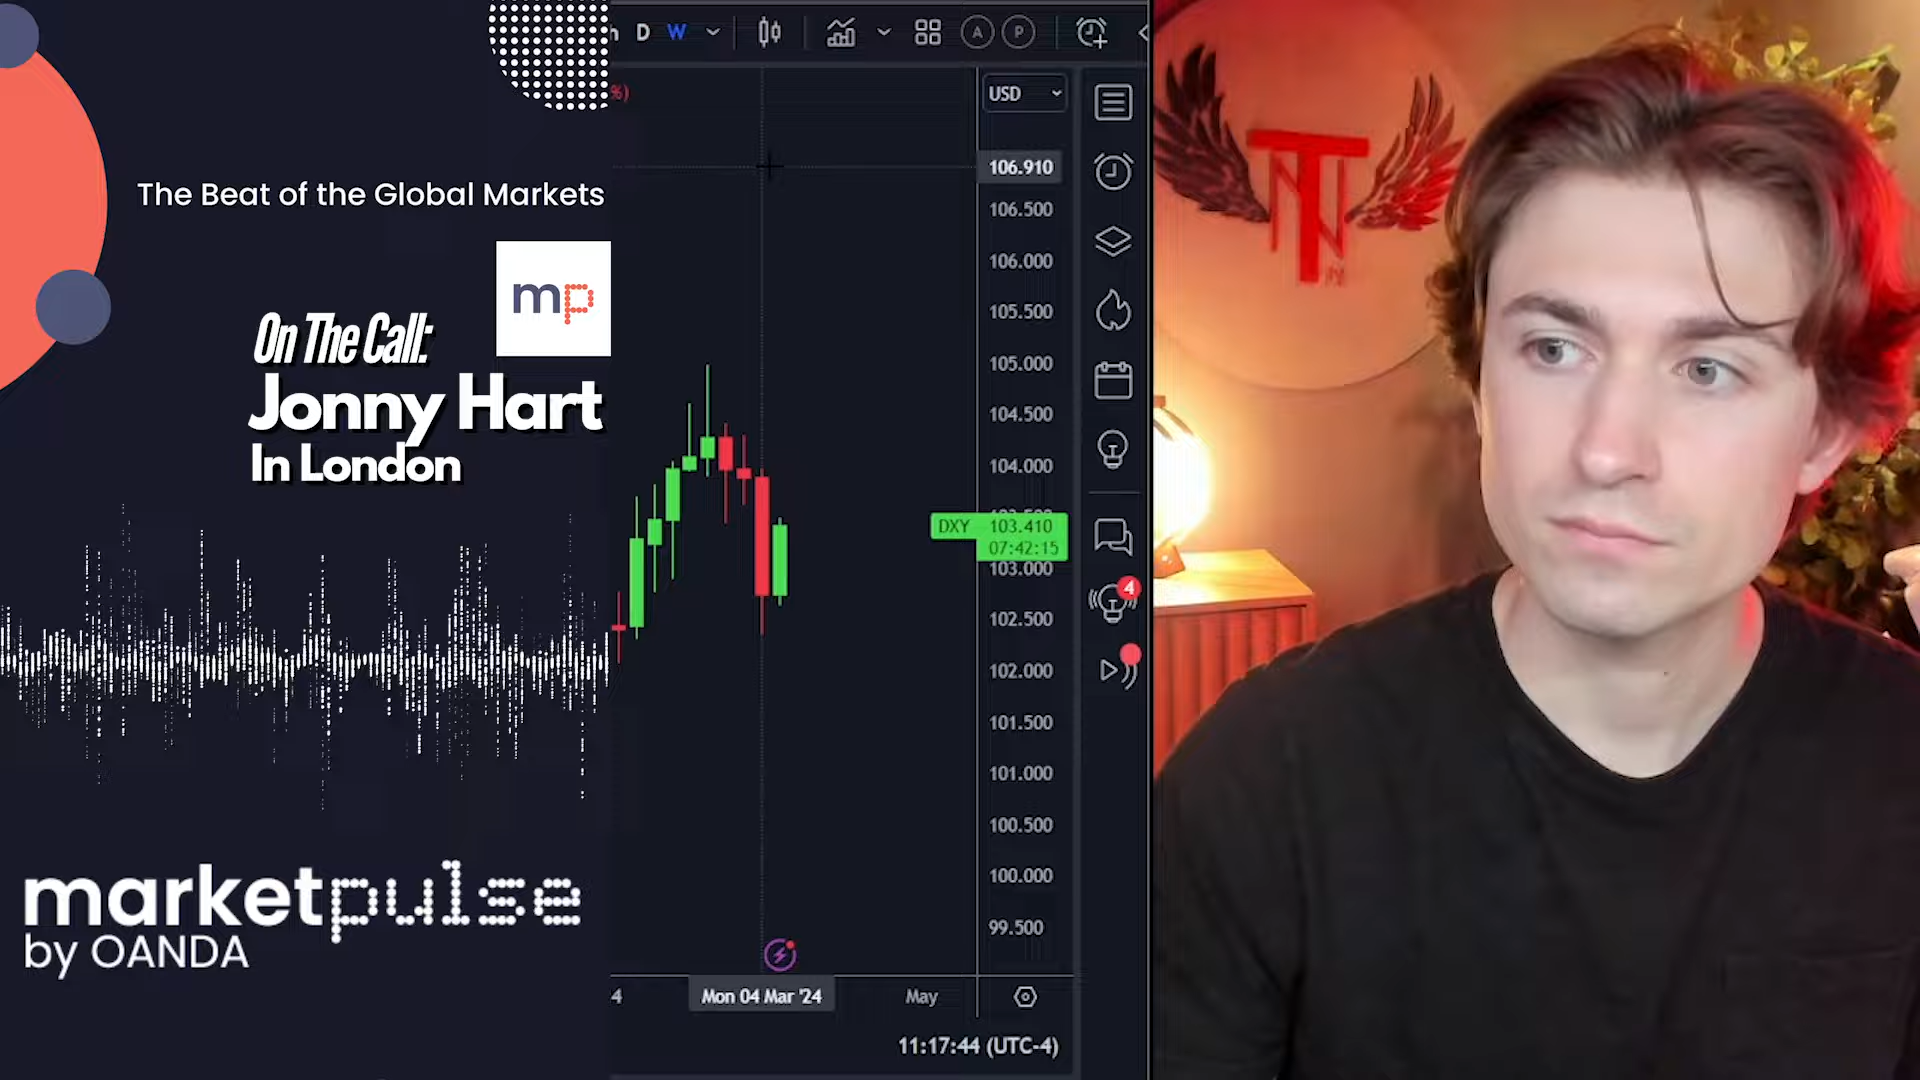 The Beat of the Global Markets
mp
On The Call:
Jonny Hart
In London
marketpulse
by OANDA
D W
A P
%)
USD
106.910
106.500
106.000
105.500
105.000
104.500
104.000
DXY 103.410
07:42:15
103.000
102.500
102.000
101.500
101.000
100.500
100.000
99.500
4
4 Mon 04 Mar '24 May
11:17:44 (UTC-4)
TN